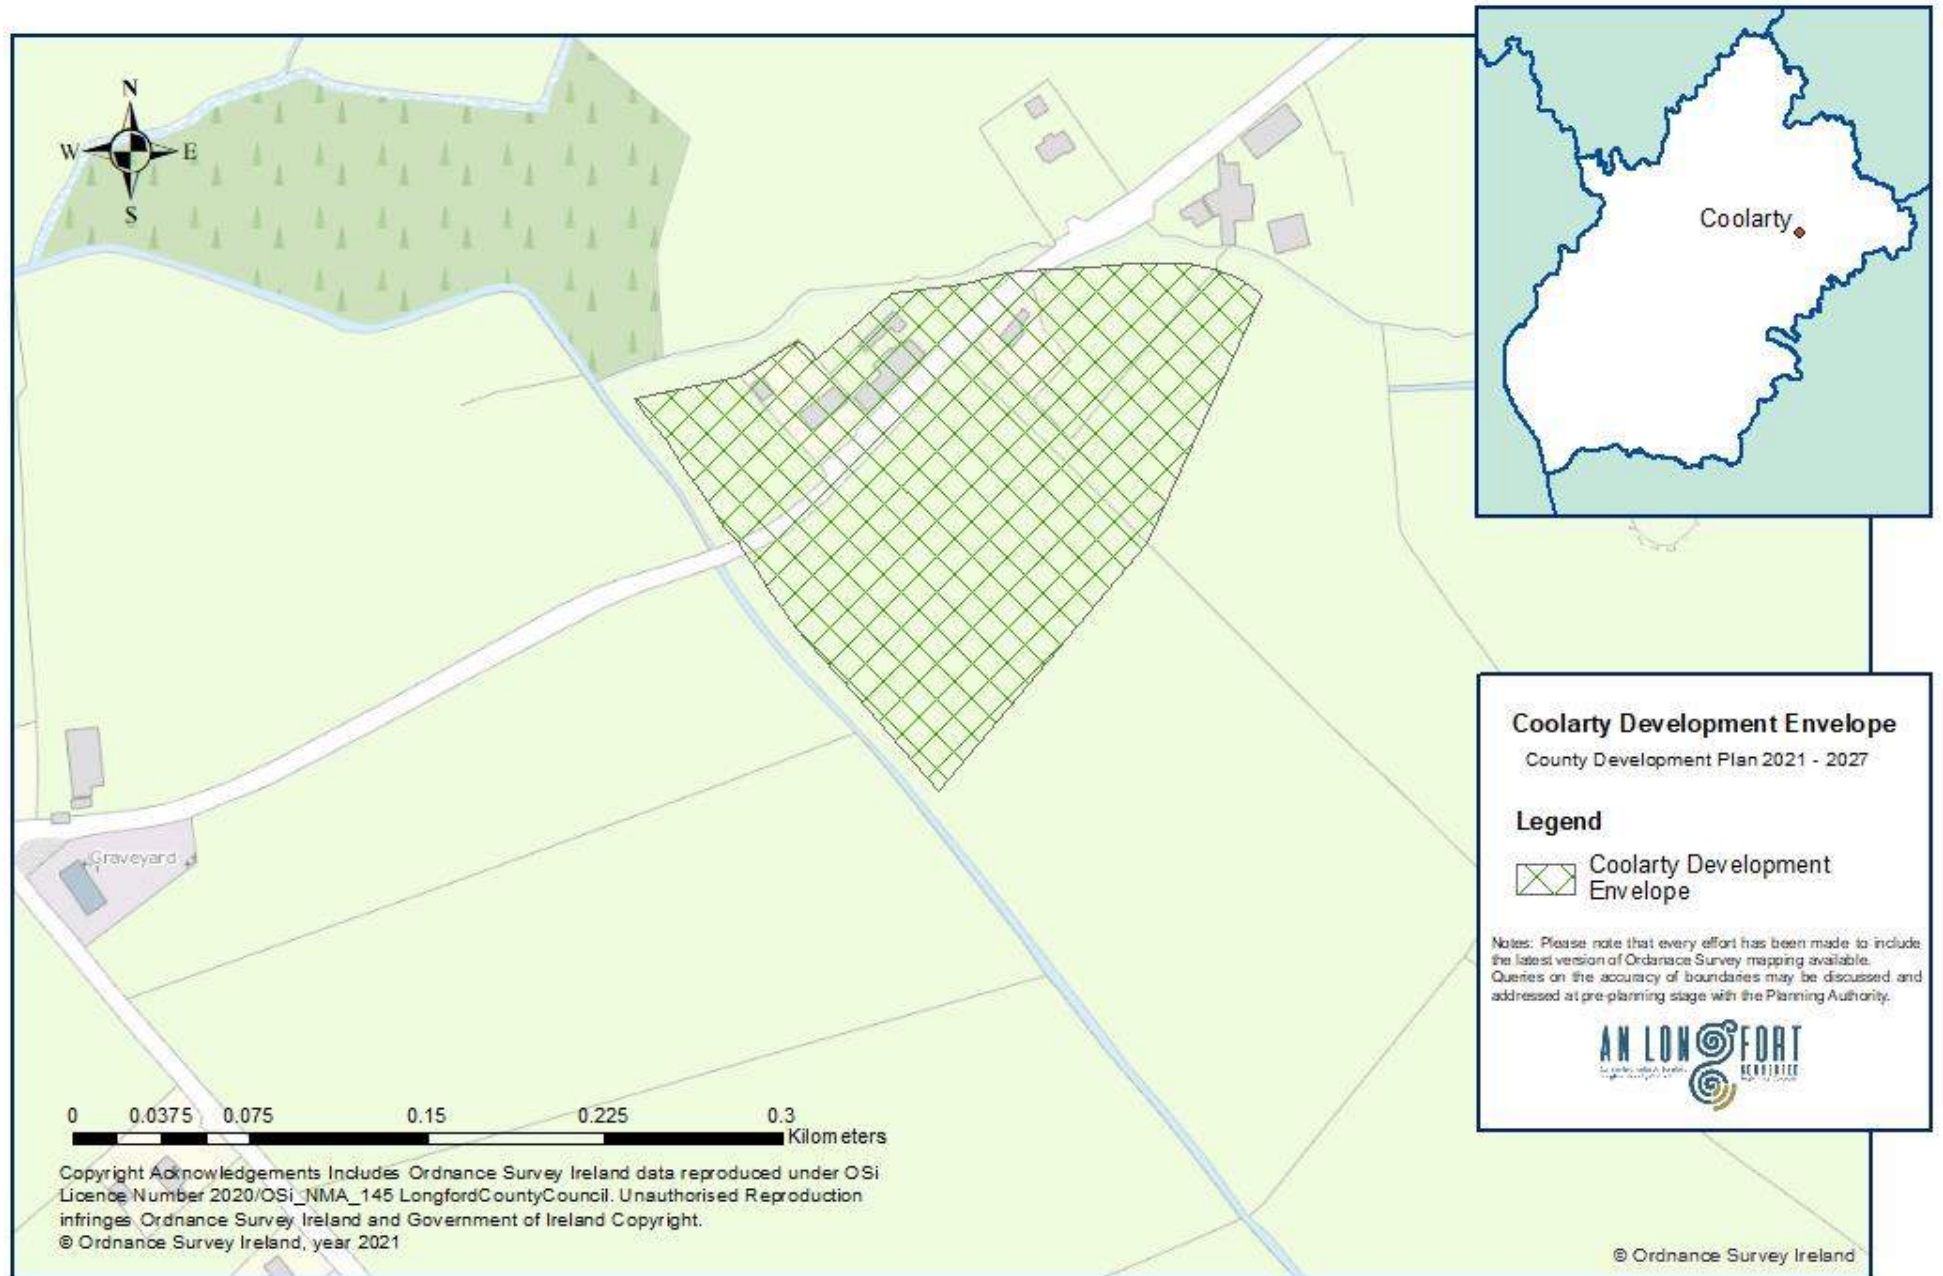 N
W
E
S
Coolarty
Graveyard
Coolarty Development Envelope
County Development Plan 2021 - 2027
Legend
Coolarty Development
Envelope
Notes: Please note that every effort has been made to include
the latest version of Ordanace Survey mapping available.
Queries on the accuracy of boundaries may be discussed and
addressed at pre-planning stage with the Planning Authority.
AN LONGFORT
0 0.0375 0.075 0.15 0.225 0.3
Kilometers
Copyright Acknowledgements Includes Ordnance Survey Ireland data reproduced under OSi
Licence Number 2020/OSi_NMA_145 LongfordCountyCouncil. Unauthorised Reproduction
infringes Ordnance Survey Ireland and Government of Ireland Copyright.
© Ordnance Survey Ireland, year 2021
© Ordnance Survey Ireland